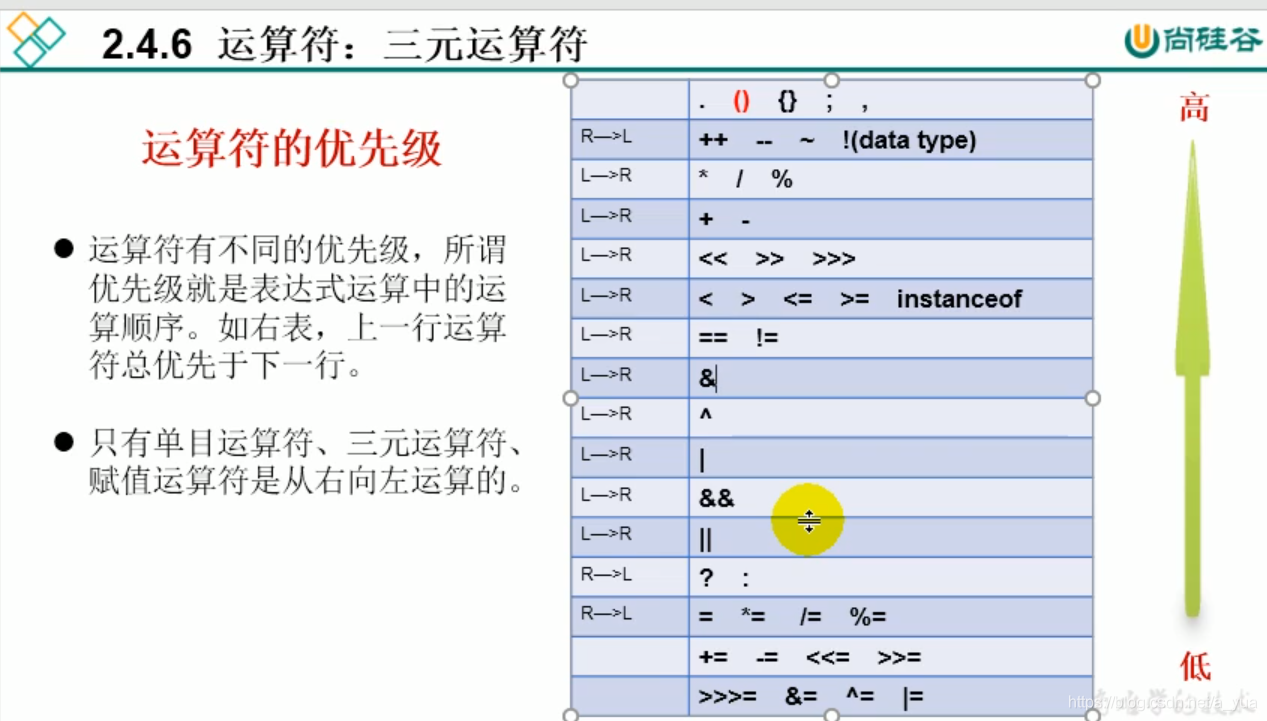 2.4.6 运算符：三元运算符
尚硅谷
运算符的优先级
● 运算符有不同的优先级，所谓
优先级就是表达式运算中的运
算顺序。如右表，上一行运算
符总优先于下一行。
● 只有单目运算符、三元运算符、
赋值运算符是从右向左运算的。
. () {} ; ,
R—>L ++ -- ~ !(data type)
L—>R * / %
L—>R + -
L—>R << >> >>>
L—>R < > <= >= instanceof
L—>R == !=
L—>R &
L—>R ^
L—>R |
L—>R &&
L—>R ||
R—>L ? :
R—>L = *= /= %=
+= -= <<= >>=
>>>= &= ^= |=
高
低